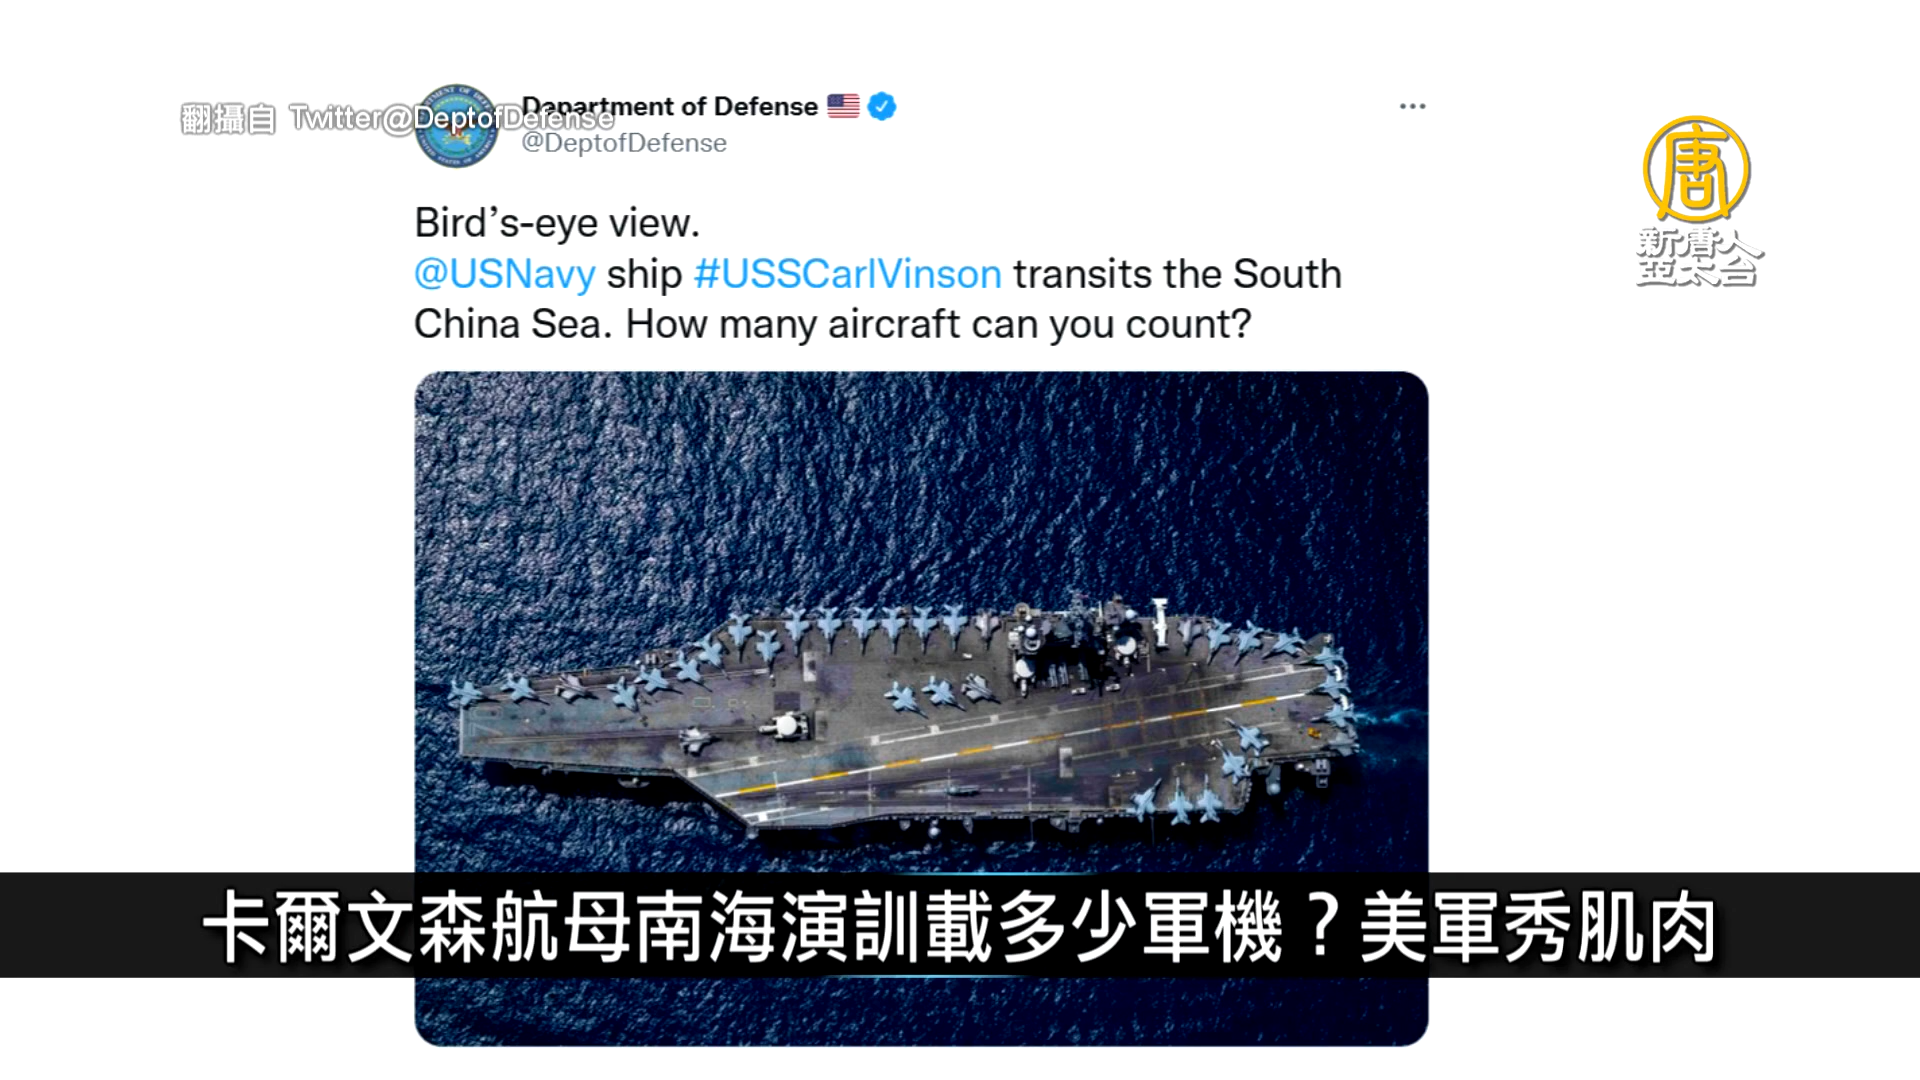 翻攝自 Twitter@DeptofDefense
Department of Defense
@DeptofDefense
Bird’s-eye view.
@USNavy ship #USSCarlVinson transits the South
China Sea. How many aircraft can you count?
唐
新唐人
亞太台
卡爾文森航母南海演訓載多少軍機？美軍秀肌肉